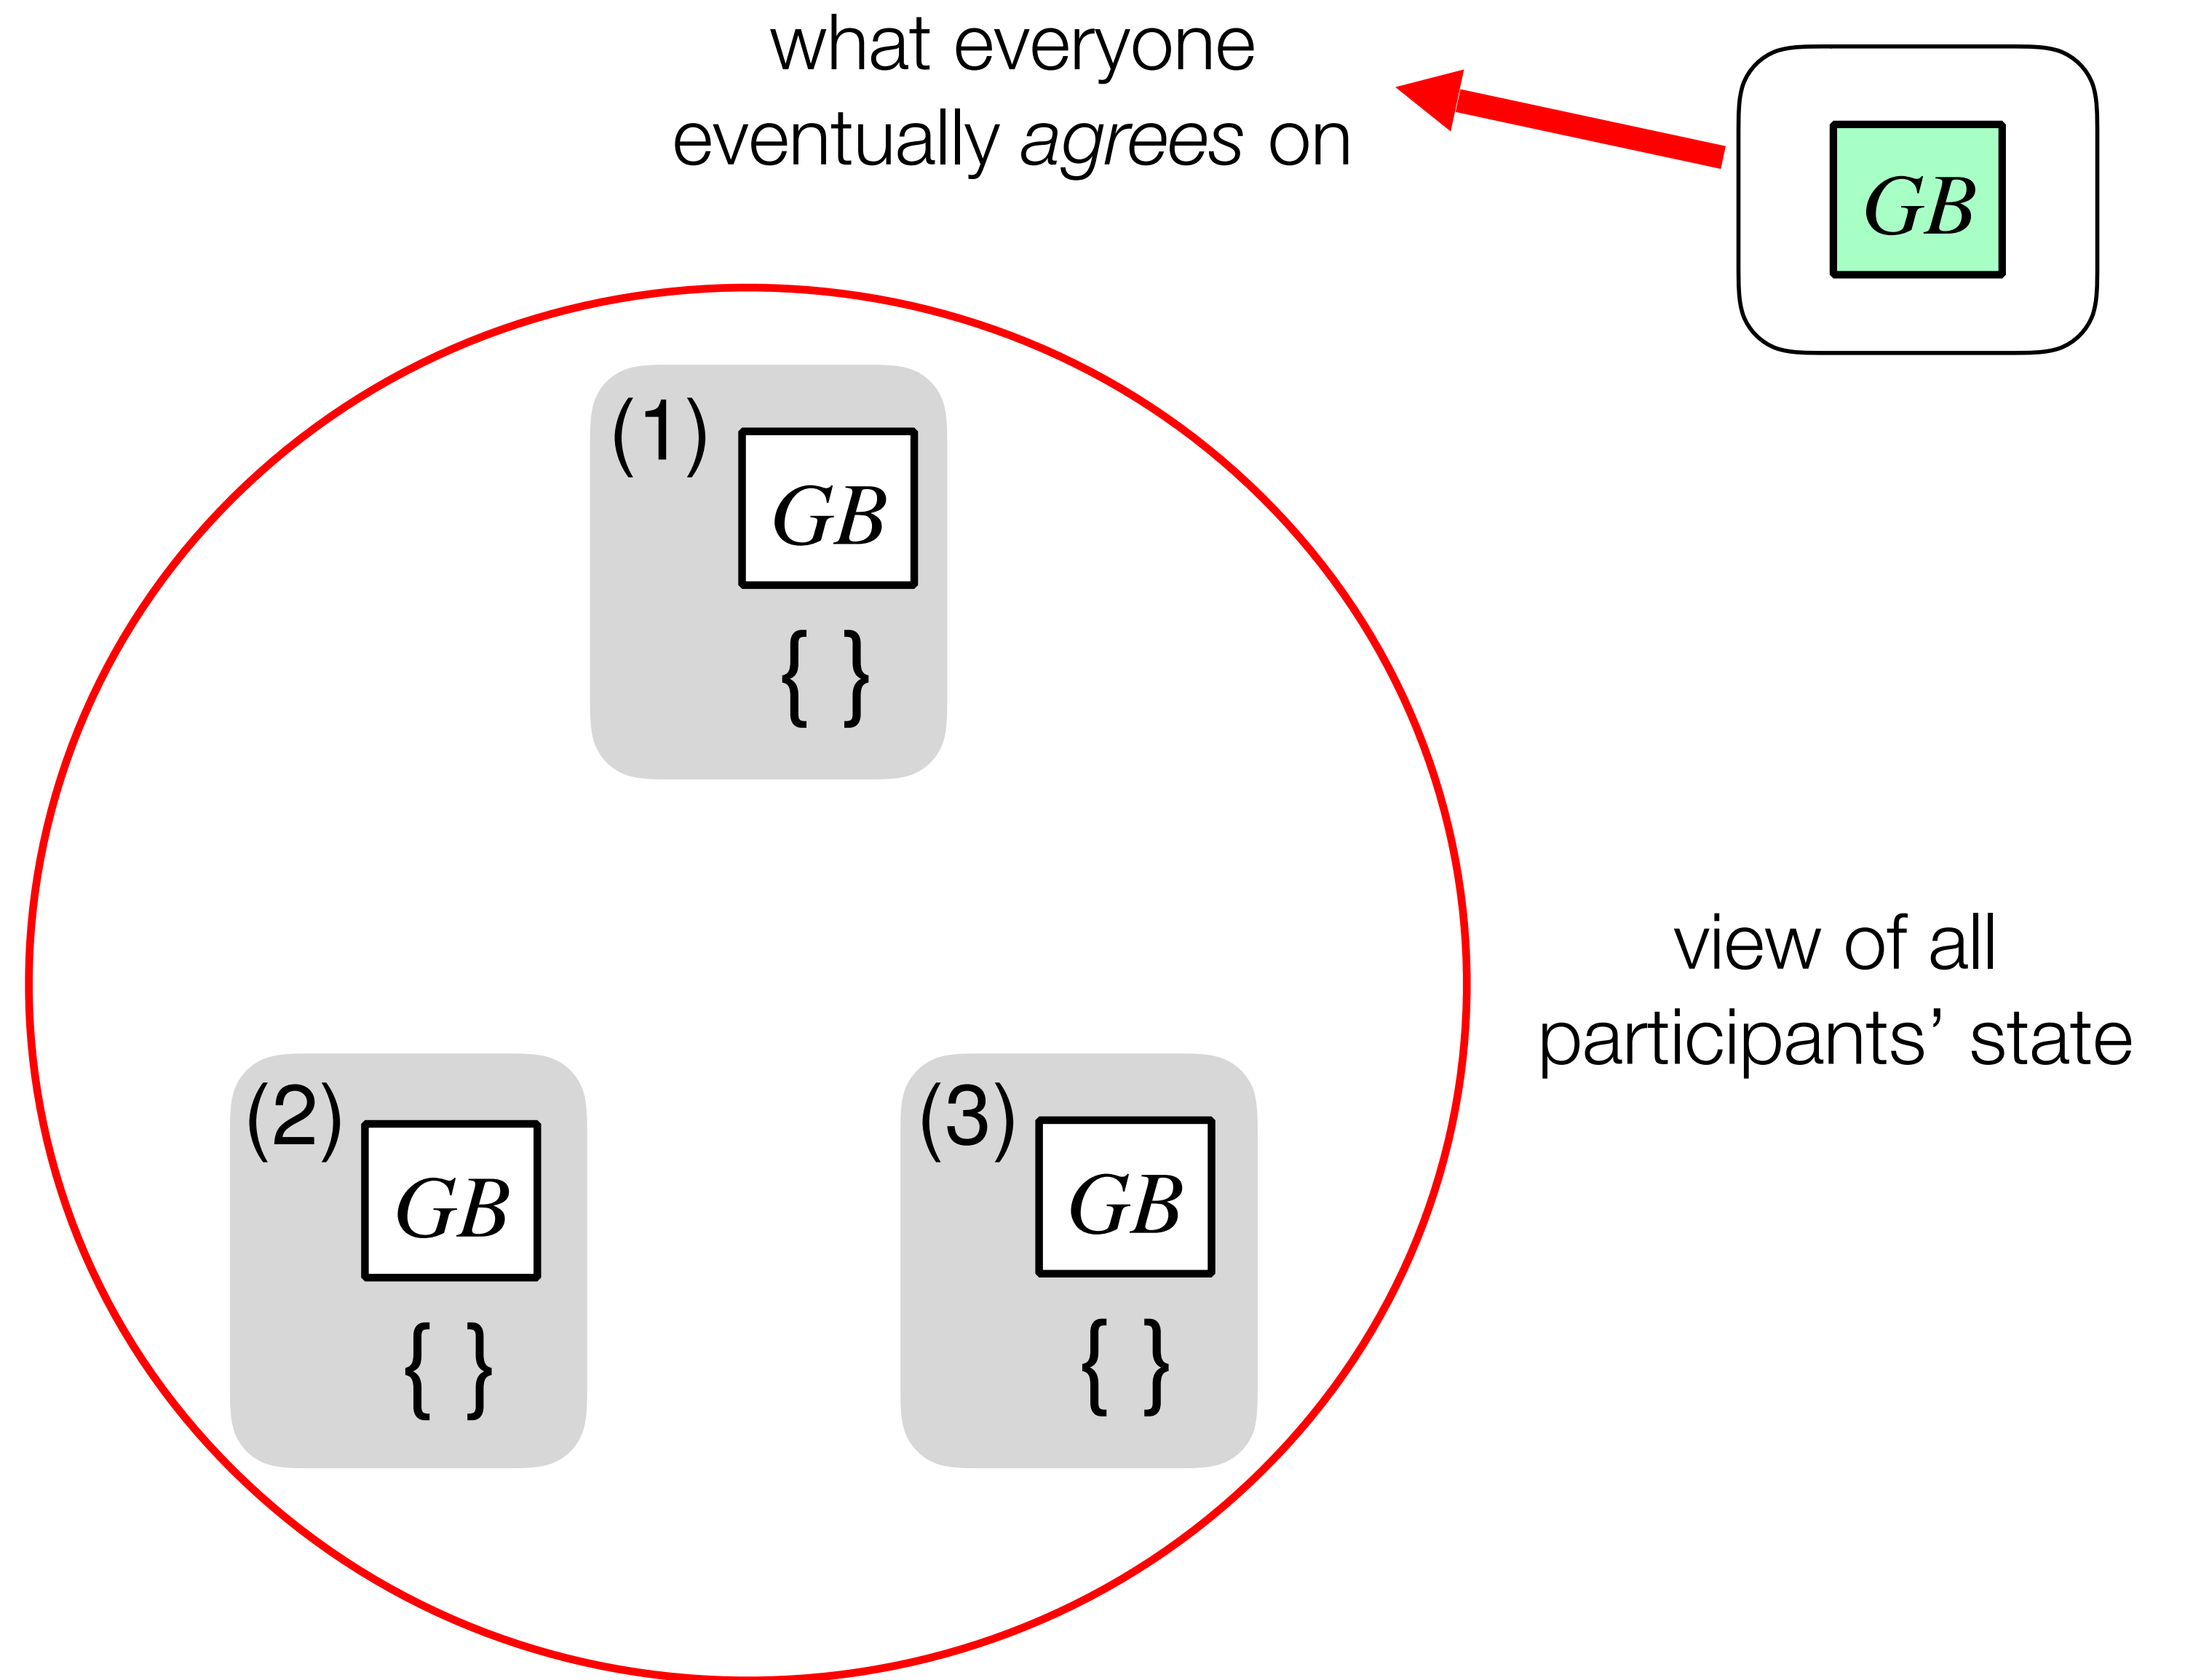 what everyone
eventually agrees on
GB
(1)
GB
{ }
view of all
participants’ state
(2)
GB
{ }
(3)
GB
{ }